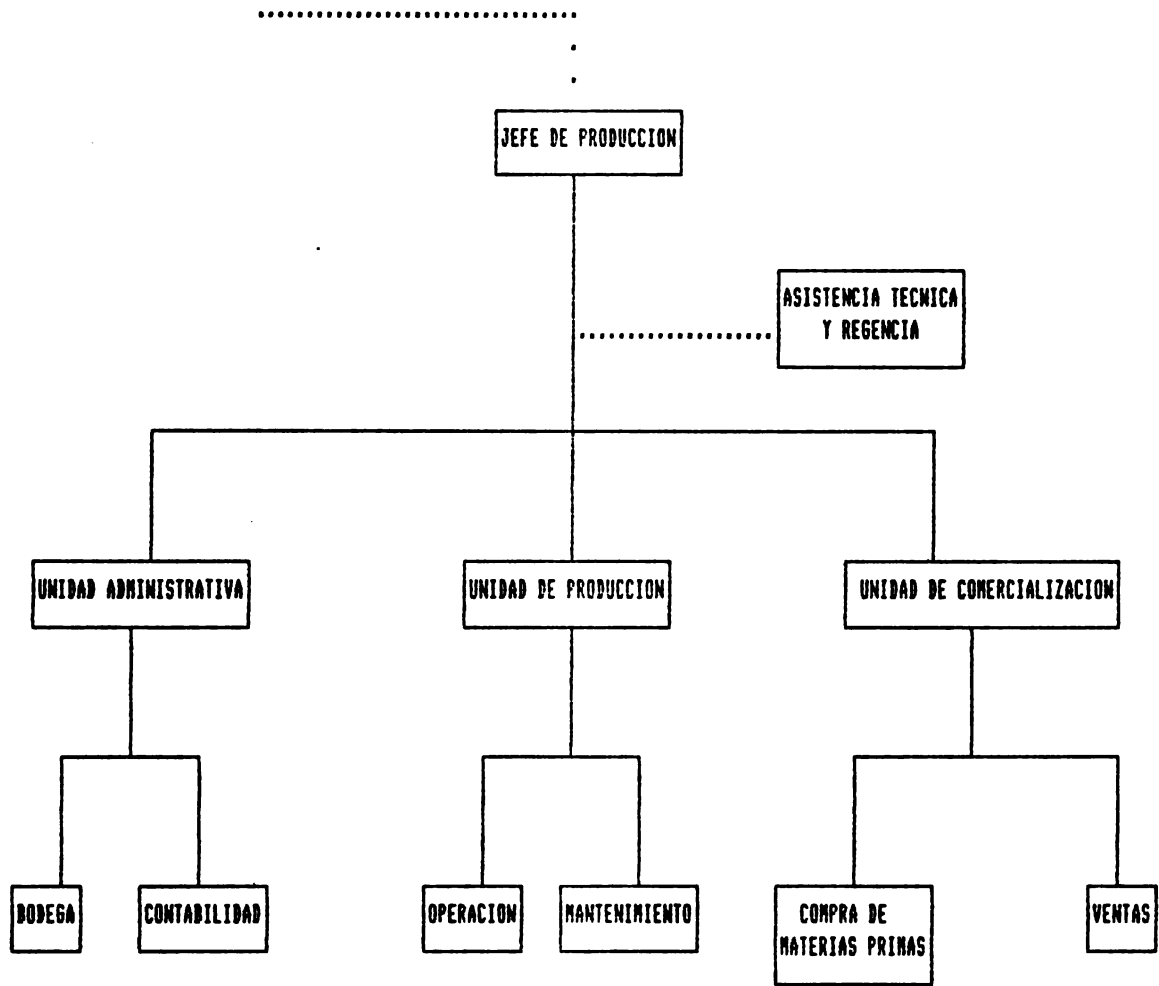 JEFE DE PRODUCCION
ASISTENCIA TECNICA
Y REGENCIA
UNIDAD ADMINISTRATIVA
UNIDAD DE PRODUCCION
UNIDAD DE COMERCIALIZACION
BODEGA
CONTABILIDAD
OPERACION
MANTENIMIENTO
COMPRA DE
MATERIAS PRIMAS
VENTAS